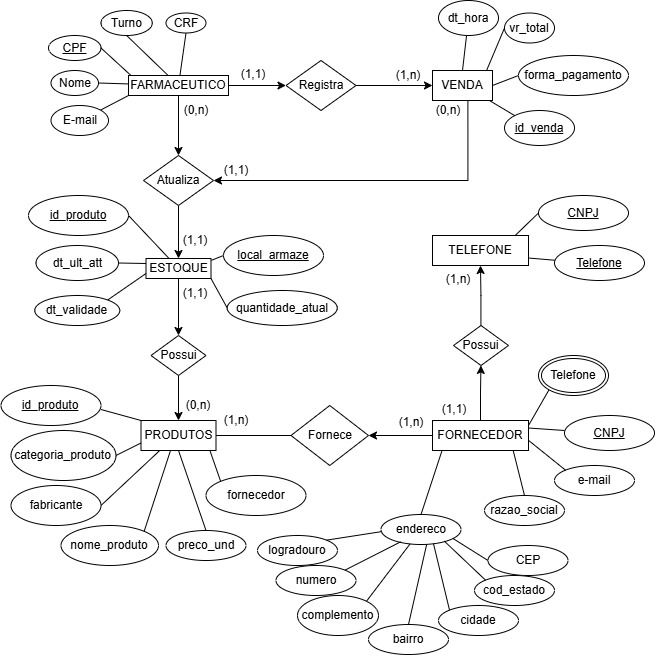 dt_hora
Turno
CRF
vr_total
CPF
FARMACEUTICO
(1,1)
Registra
(1,n)
VENDA
forma_pagamento
Nome
(0,n)
(0,n)
E-mail
id_venda
Atualiza
(1,1)
id_produto
CNPJ
(1,1)
TELEFONE
local_armaze
dt_ult_att
ESTOQUE
Telefone
(1,n)
(1,1)
dt_validade
quantidade_atual
Possui
Possui
Telefone
id_produto
(0,n)
(1,n)
(1,n)
(1,1)
PRODUTOS
Fornece
FORNECEDOR
CNPJ
categoria_produto
e-mail
fornecedor
fabricante
razao_social
endereco
nome_produto
preco_und
logradouro
CEP
numero
cod_estado
complemento
cidade
bairro